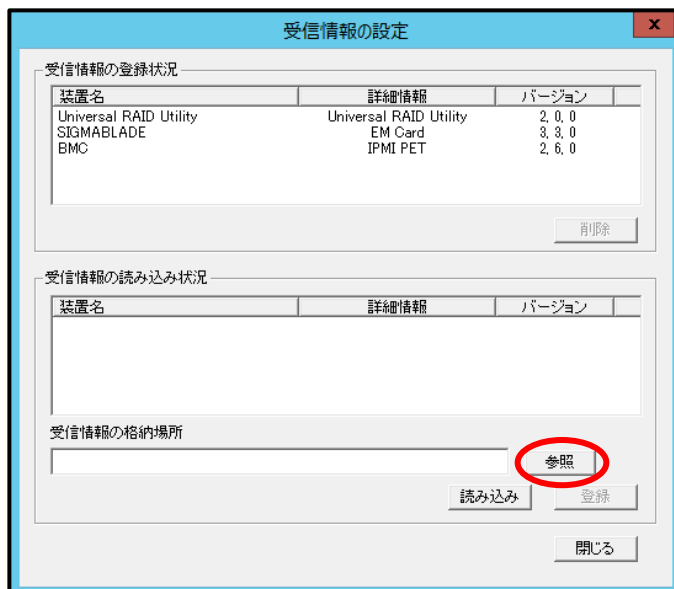 受信情報の設定
x
受信情報の登録状況
装置名 詳細情報 バージョン
Universal RAID Utility Universal RAID Utility 2, 0, 0
SIGMABLADE EM Card 3, 3, 0
BMC IPMI PET 2, 6, 0
削除
受信情報の読み込み状況
装置名 詳細情報 バージョン
受信情報の格納場所
参照
読み込み 登録
閉じる